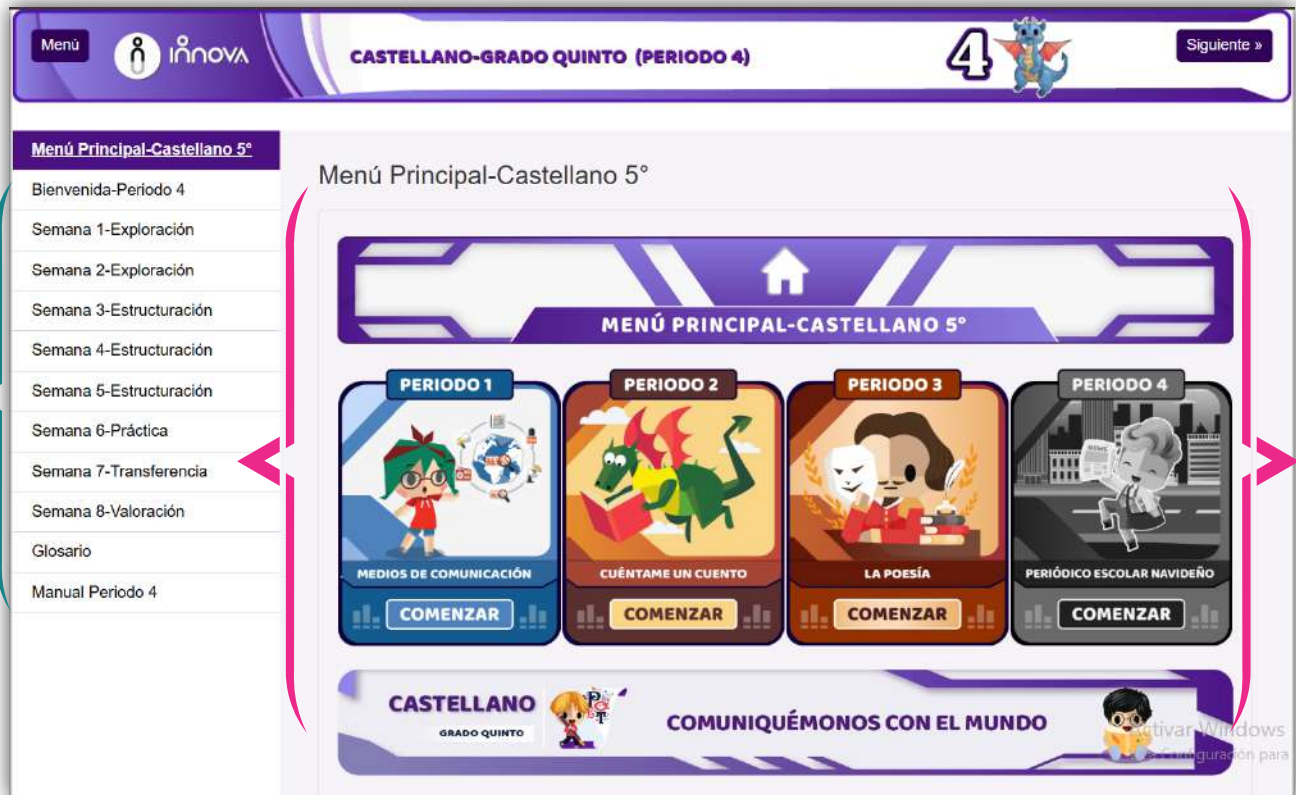 Menú
INNOVA
CASTELLANO-GRADO QUINTO (PERIODO 4)
4
Siguiente »
Menú Principal-Castellano 5°
Bienvenida-Periodo 4
Semana 1-Exploración
Semana 2-Exploración
Semana 3-Estructuración
Semana 4-Estructuración
Semana 5-Estructuración
Semana 6-Práctica
Semana 7-Transferencia
Semana 8-Valoración
Glosario
Manual Periodo 4
Menú Principal-Castellano 5°
MENÚ PRINCIPAL-CASTELLANO 5°
PERIODO 1
MEDIOS DE COMUNICACIÓN
COMENZAR
PERIODO 2
CUÉNTAME UN CUENTO
COMENZAR
PERIODO 3
LA POESÍA
COMENZAR
PERIODO 4
NEWS
PERIÓDICO ESCOLAR NAVIDEÑO
COMENZAR
CASTELLANO
GRADO QUINTO
COMUNIQUÉMONOS CON EL MUNDO
Activar Windows
Configuración para